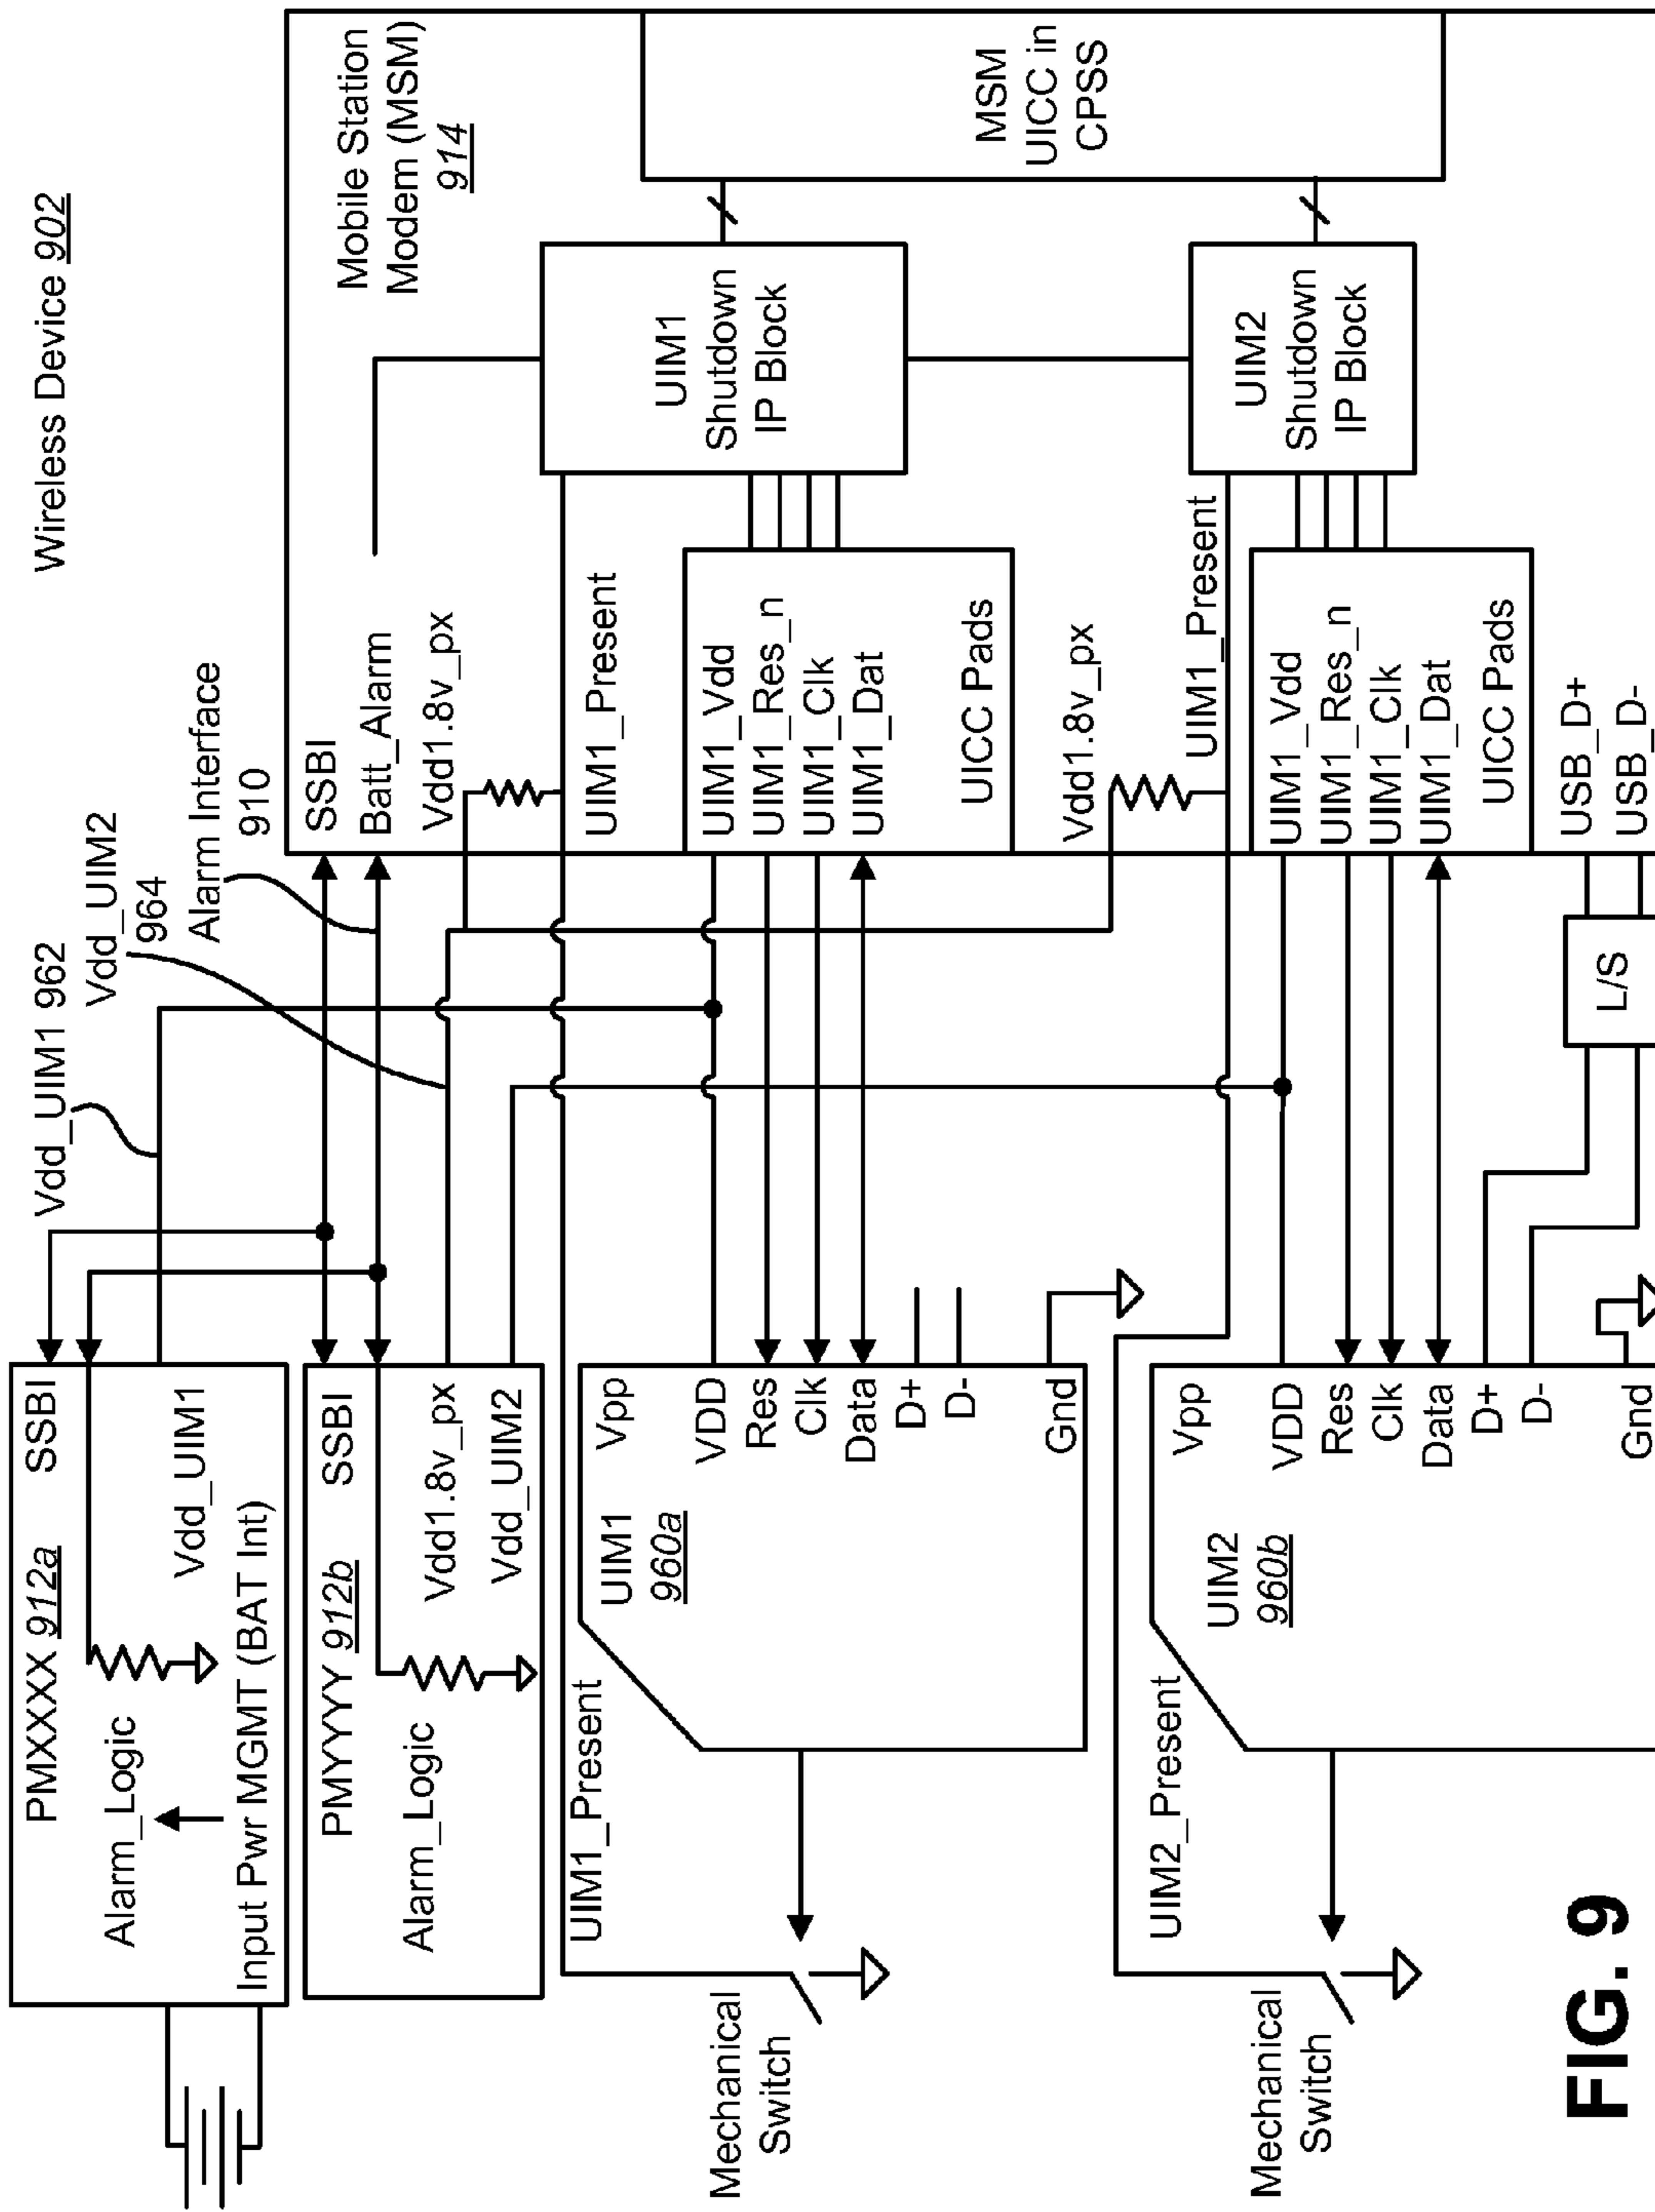 Wireless Device 902
Vdd_UIM1 962
Vdd_UIM2
964
Alarm Interface
910
PMXXXX 912a
SSBI
Alarm_Logic
Vdd_UIM1
Input Pwr MGMT (BAT Int)
PMYYYY 912b
SSBI
Alarm_Logic
Vdd1.8v_px
Vdd_UIM2
Mobile Station
Modem (MSM)
914
SSBI
Batt_Alarm
Vdd1.8v_px
UIM1_Present
UIM1
Shutdown
IP Block
MSM
UICC in
CPSS
UIM1_Vdd
UIM1_Res_n
UIM1_Clk
UIM1_Dat
UICC Pads
Vdd1.8v_px
UIM1_Present
UIM2
Shutdown
IP Block
UIM1_Vdd
UIM1_Res_n
UIM1_Clk
UIM1_Dat
UICC Pads
USB_D+
USB_D-
L/S
UIM1_Present
Mechanical
Switch
UIM1
960a
Vpp
VDD
Res
Clk
Data
D+
D-
Gnd
UIM2_Present
Mechanical
Switch
UIM2
960b
Vpp
VDD
Res
Clk
Data
D+
D-
Gnd
FIG. 9